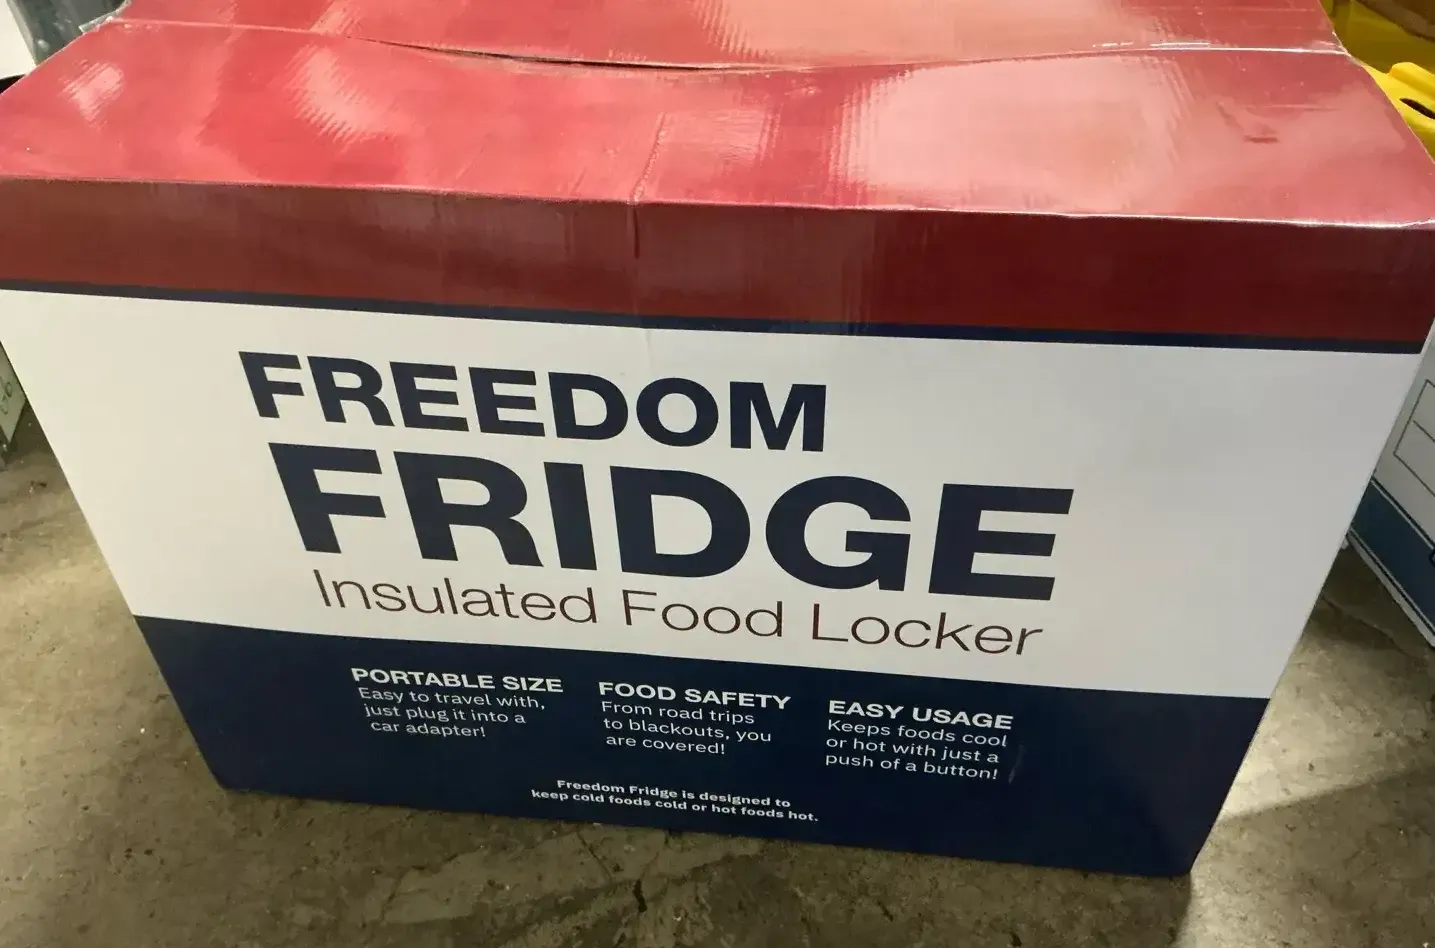 FREEDOM
FRIDGE
Insulated Food Locker
PORTABLE SIZE
Easy to travel with,
just plug it into a
car adapter!
FOOD SAFETY
From road trips
to blackouts, you
are covered!
EASY USAGE
Keeps foods cool
or hot with just a
push of a button!
Freedom Fridge is designed to
keep cold foods cold or hot foods hot.